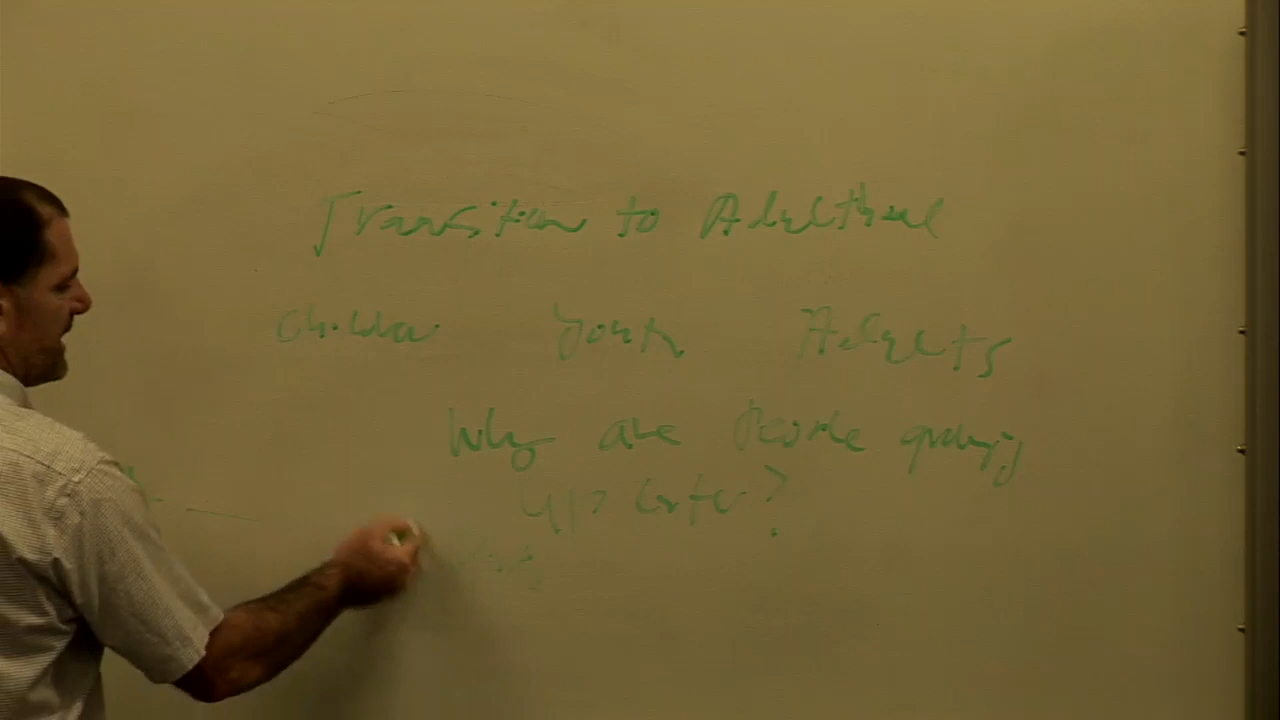 Transition to Adulthood
Children Youth Adults
Why are People growing
up later?